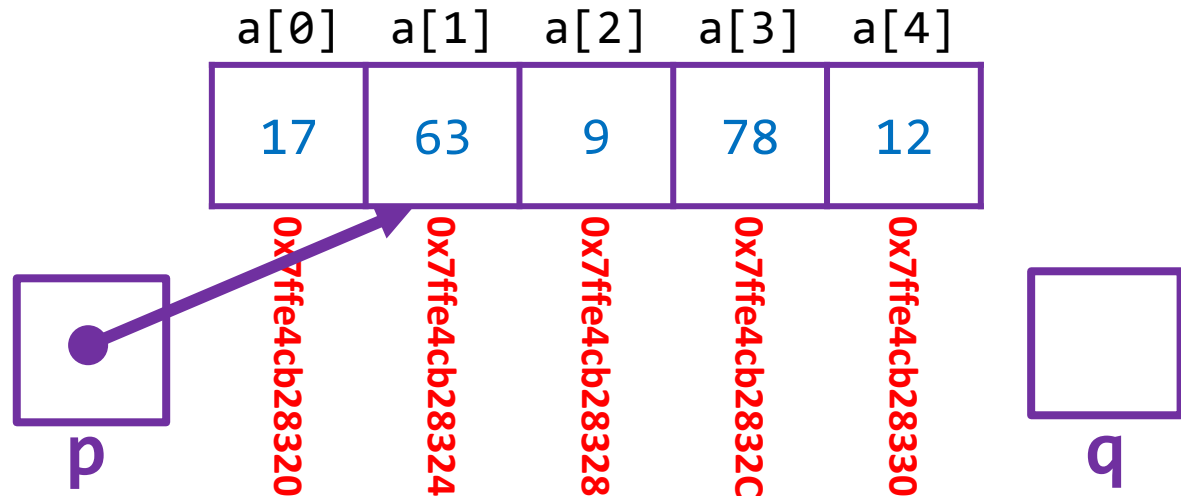 a[0] a[1] a[2] a[3] a[4]
17 63 9 78 12
0x7ffe4cb28320
0x7ffe4cb28324
0x7ffe4cb28328
0x7ffe4cb2832C
0x7ffe4cb28330
p
q